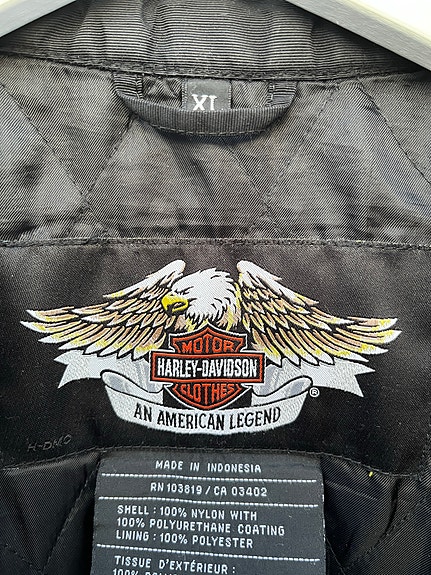 XL
MOTOR
HARLEY-DAVIDSON
CLOTHES
®
AN AMERICAN LEGEND
H-DMC
MADE IN INDONESIA
RN 103819 / CA 03402
SHELL : 100% NYLON WITH
100% POLYURETHANE COATING
LINING : 100% POLYESTER
TISSUE D'EXTÉRIEUR :